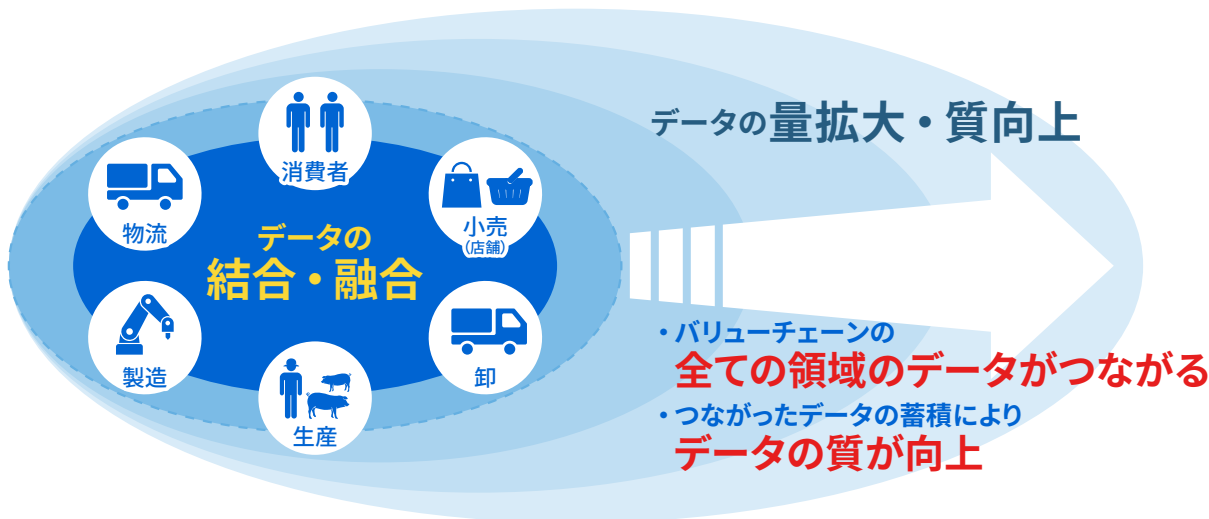 消費者
物流
小売
(店舗)
データの
結合・融合
製造
卸
生産
データの量拡大・質向上
・バリューチェーンの
全ての領域のデータがつながる
・つながったデータの蓄積により
データの質が向上